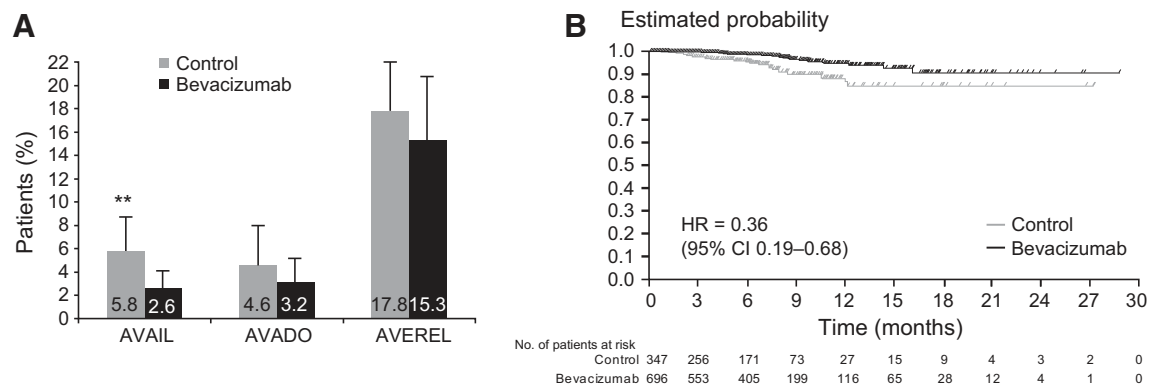 A
Control
Bevacizumab
Patients (%)
22
20
18
16
14
12
10
8
6
4
2
0
**
5.8 2.6 4.6 3.2 17.8 15.3
AVAIL AVADO AVEREL
B
Estimated probability
1.0
0.9
0.8
0.7
0.6
0.5
0.4
0.3
0.2
0.1
0.0
HR = 0.36
(95% CI 0.19–0.68)
Control
Bevacizumab
0 3 6 9 12 15 18 21 24 27 30
Time (months)
No. of patients at risk
Control 347 256 171 73 27 15 9 4 3 2 0
Bevacizumab 696 553 405 199 116 65 28 12 4 1 0